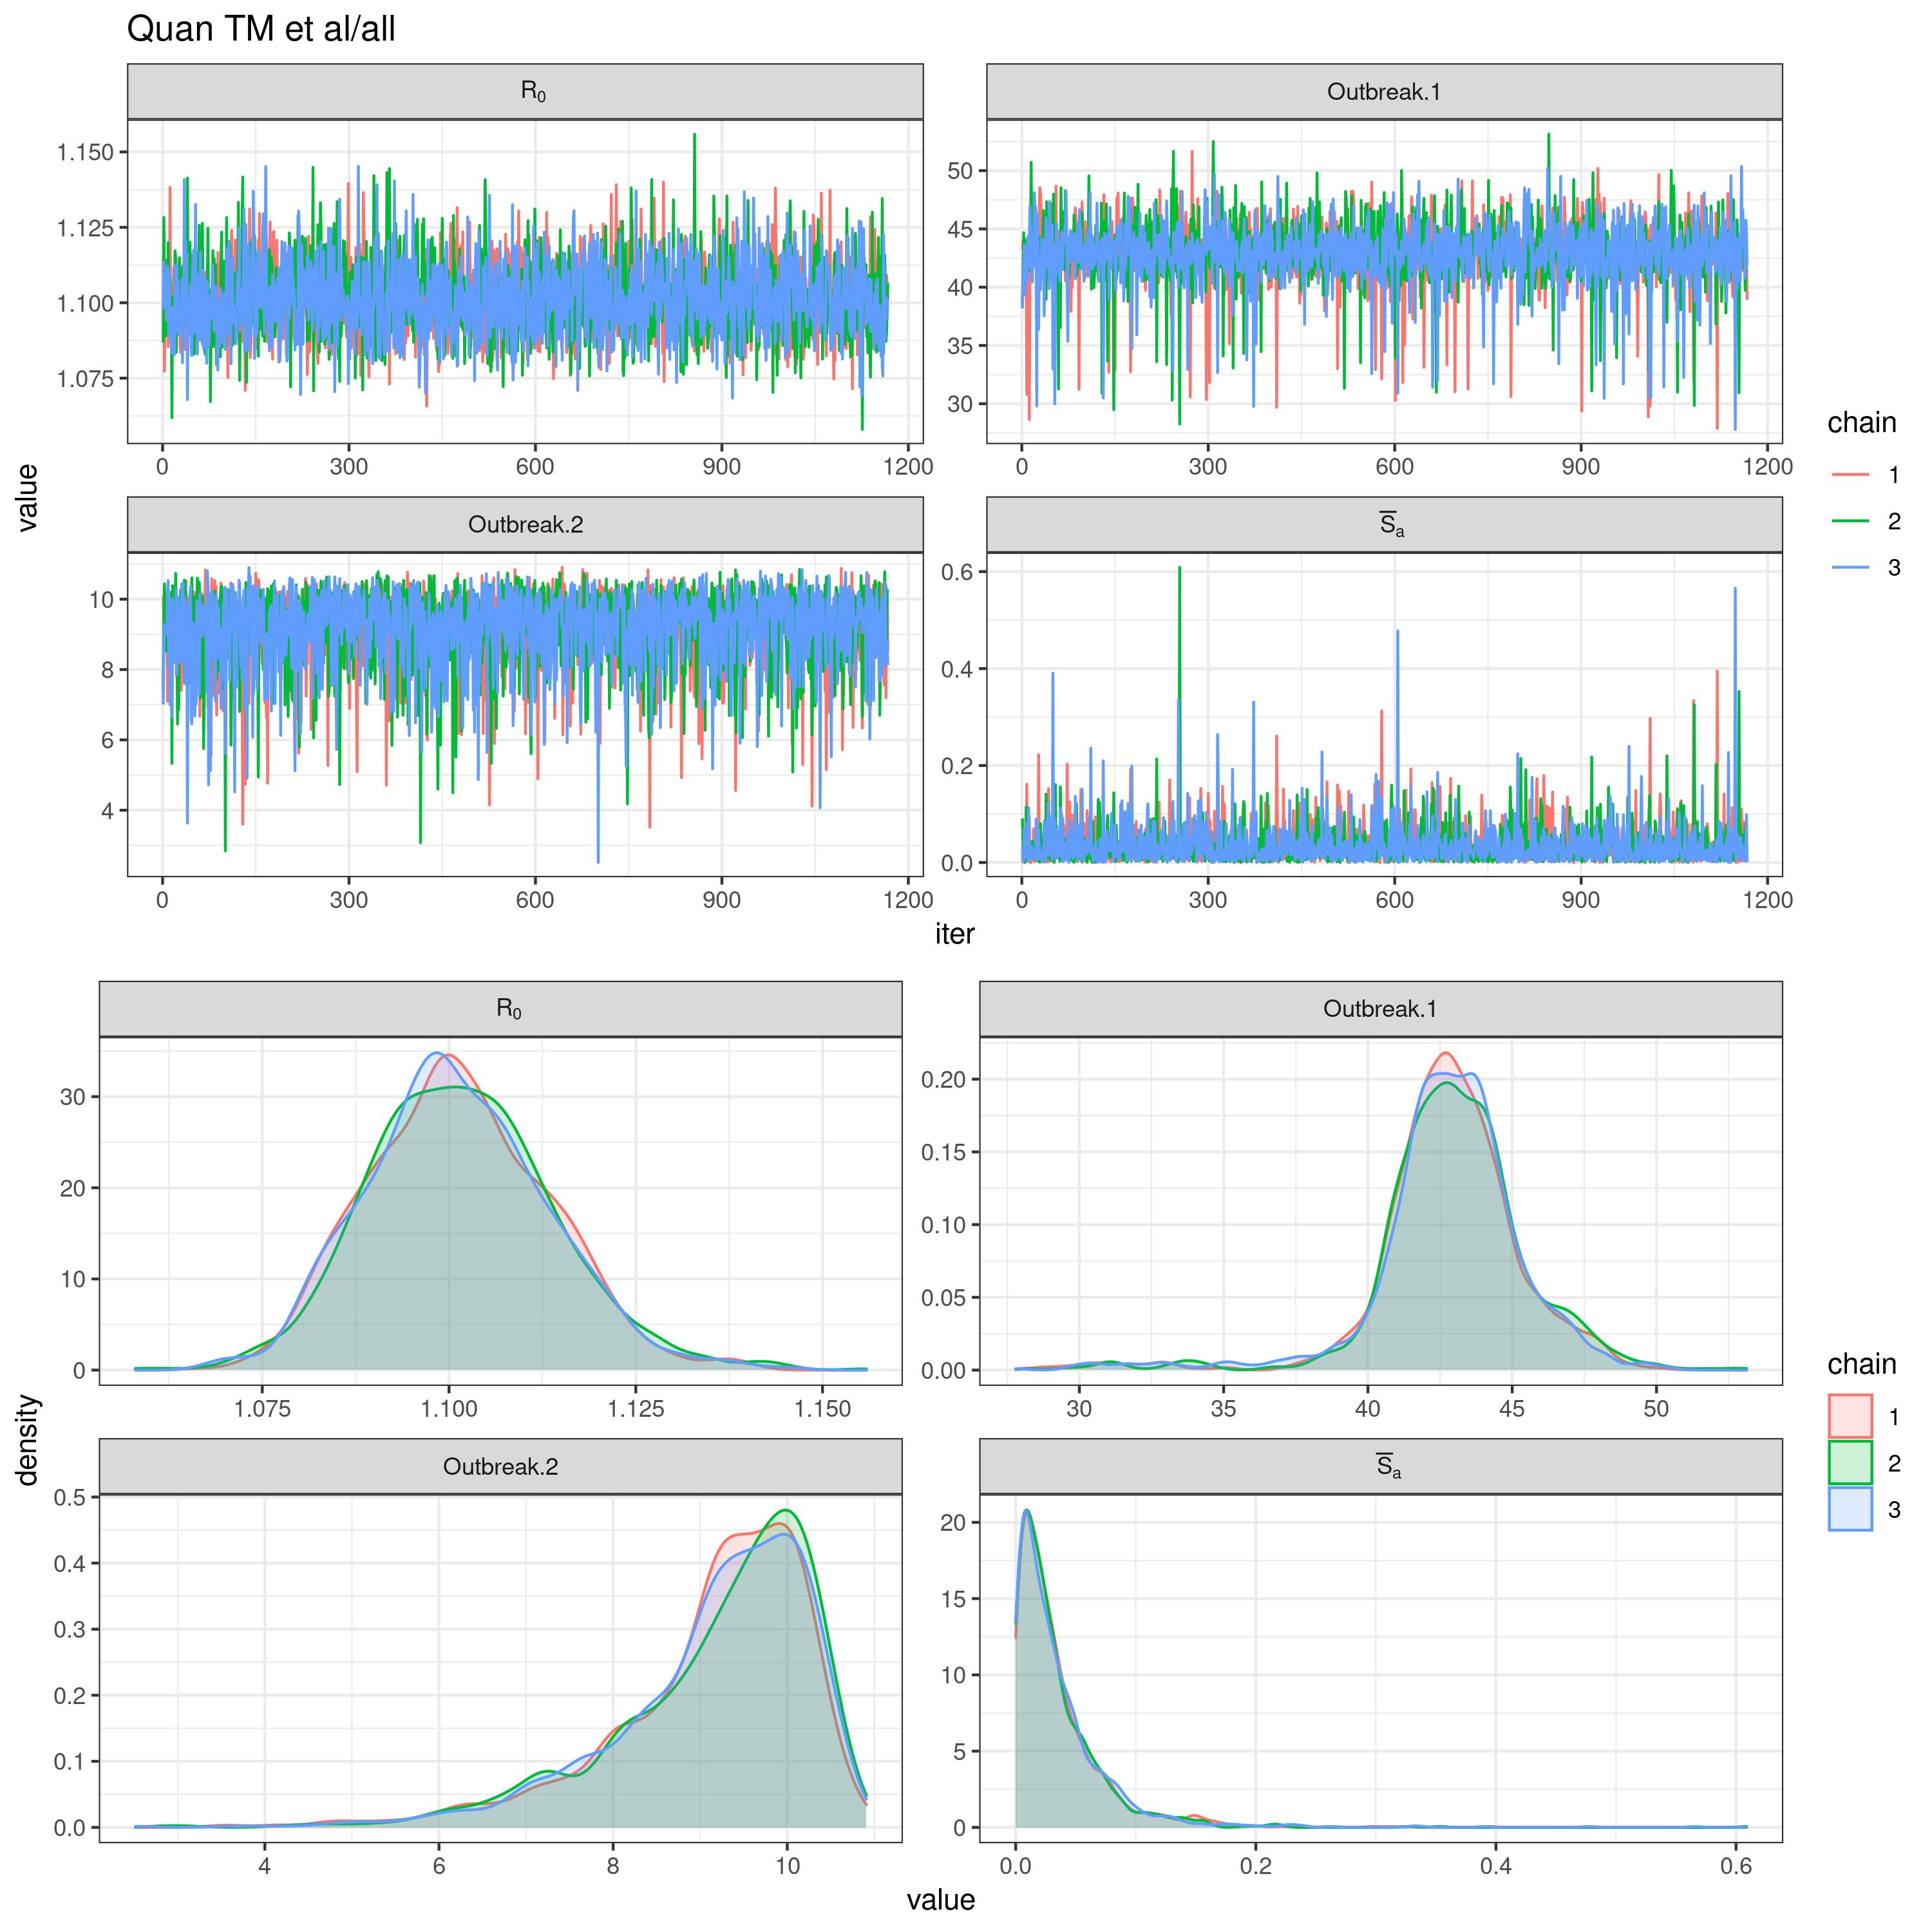 Quan TM et al/all
R₀
Outbreak.1
1.150
1.125
1.100
1.075
0 300 600 900 1200
50
45
40
35
30
0 300 600 900 1200
Outbreak.2
S̅ₐ
10
8
6
4
0 300 600 900 1200
0.6
0.4
0.2
0.0
0 300 600 900 1200
value
iter
chain
1
2
3
R₀
Outbreak.1
30
20
10
0
1.075 1.100 1.125 1.150
0.20
0.15
0.10
0.05
0.00
30 35 40 45 50
Outbreak.2
S̅ₐ
0.5
0.4
0.3
0.2
0.1
0.0
4 6 8 10
20
15
10
5
0
0.0 0.2 0.4 0.6
density
value
chain
1
2
3